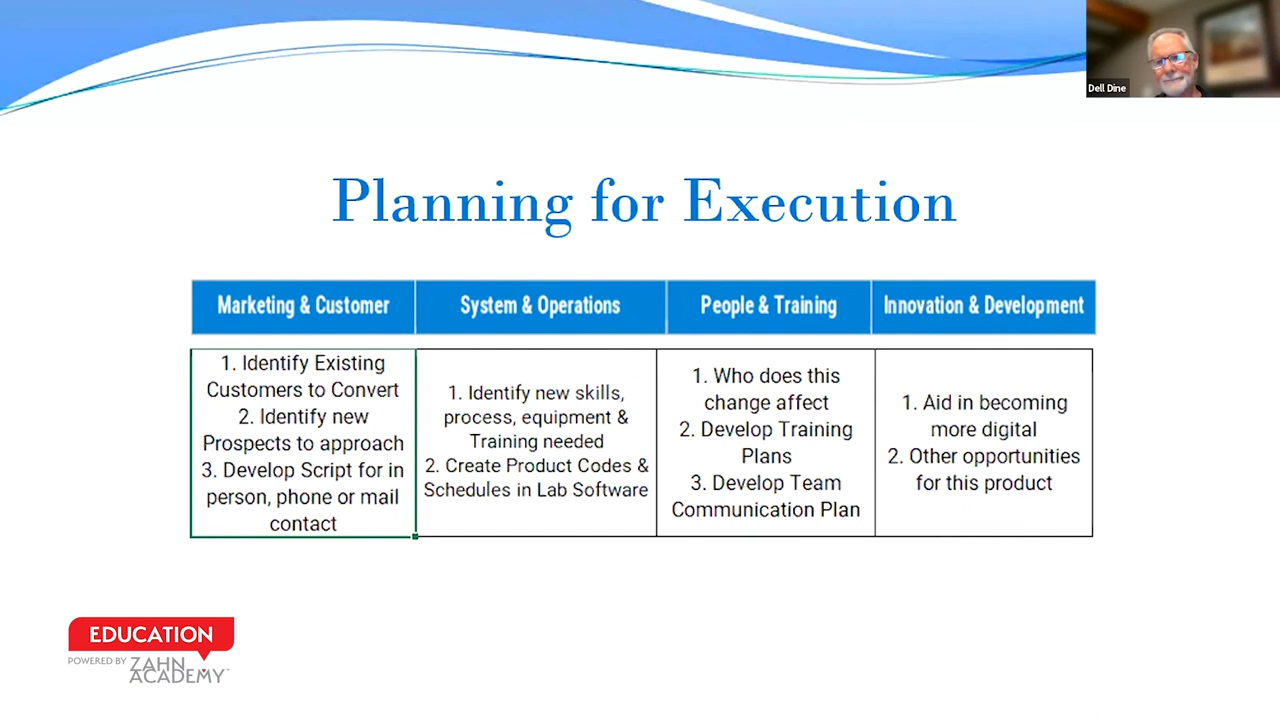 Dell Dine
Planning for Execution
Marketing & Customer
System & Operations
People & Training
Innovation & Development
1. Identify Existing
Customers to Convert
2. Identify new
Prospects to approach
3. Develop Script for in
person, phone or mail
contact
1. Identify new skills,
process, equipment &
Training needed
2. Create Product Codes &
Schedules in Lab Software
1. Who does this
change affect
2. Develop Training
Plans
3. Develop Team
Communication Plan
1. Aid in becoming
more digital
2. Other opportunities
for this product
EDUCATION
POWERED BY ZAHN
ACADEMY